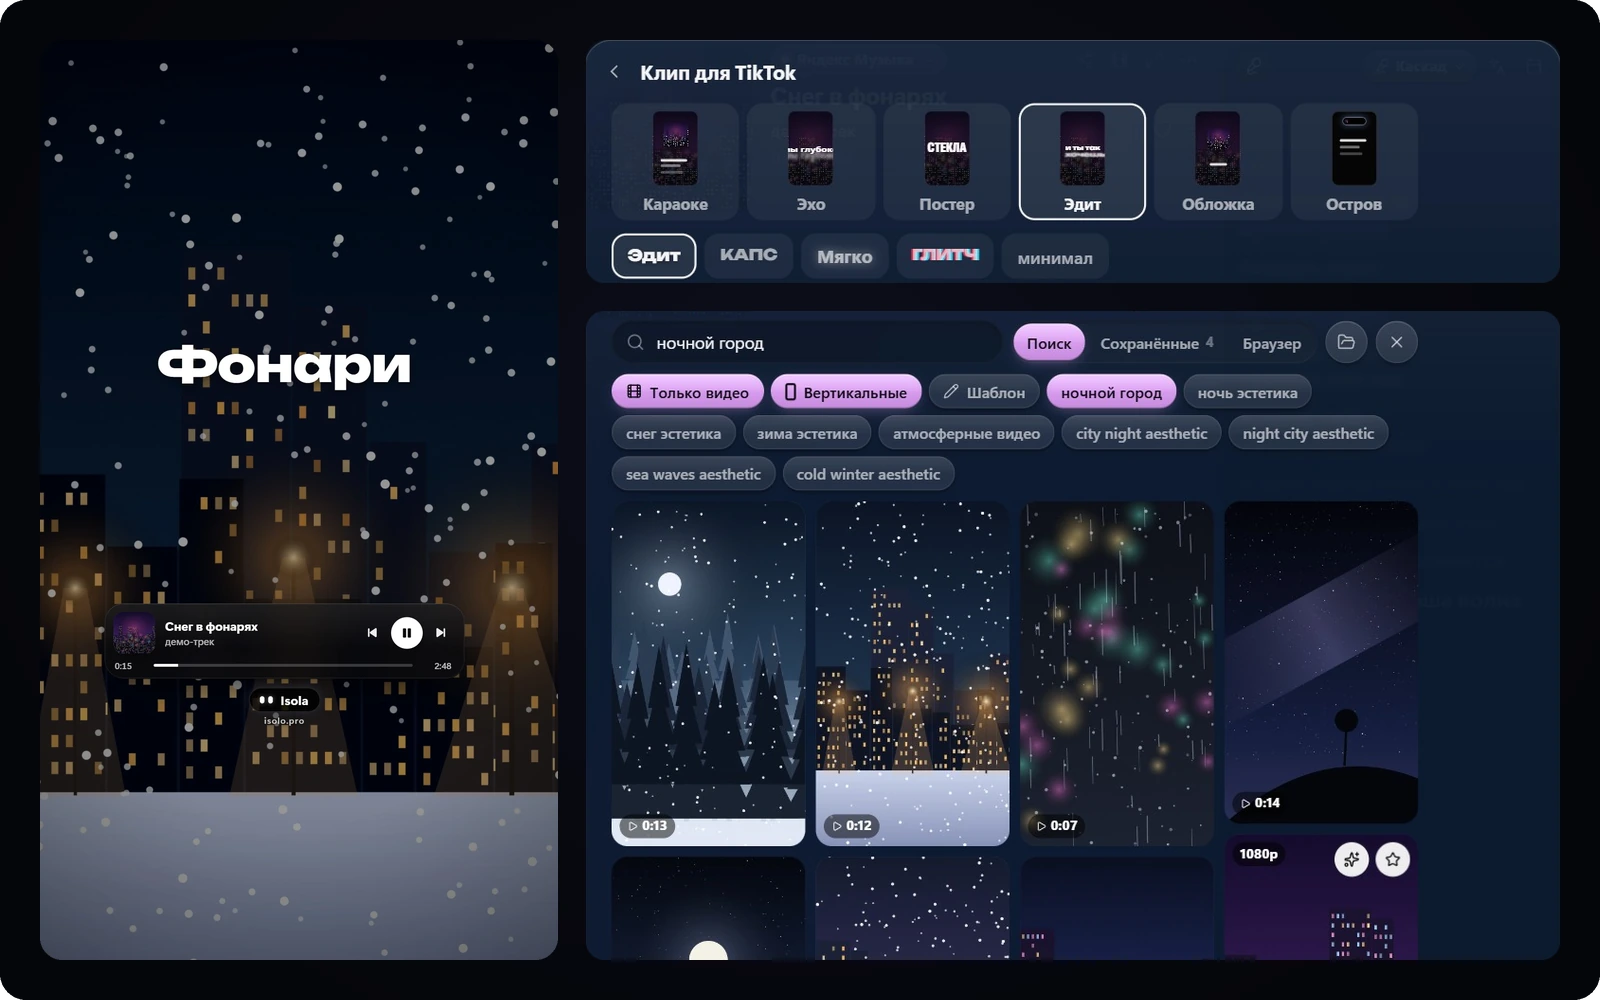 Фонари
Снег в фонарях
демо-трек
0:15
2:48
Isola
isolo.pro
Клип для TikTok
СТЕКЛА
и ты так
Караоке
Эхо
Постер
Эдит
Обложка
Остров
Эдит
КАПС
Мягко
ГЛИТЧ
минимал
ночной город
Поиск
Сохранённые 4
Браузер
Только видео
Вертикальные
Шаблон
ночной город
ночь эстетика
снег эстетика
зима эстетика
атмосферные видео
city night aesthetic
night city aesthetic
sea waves aesthetic
cold winter aesthetic
0:13
0:12
0:07
0:14
1080p